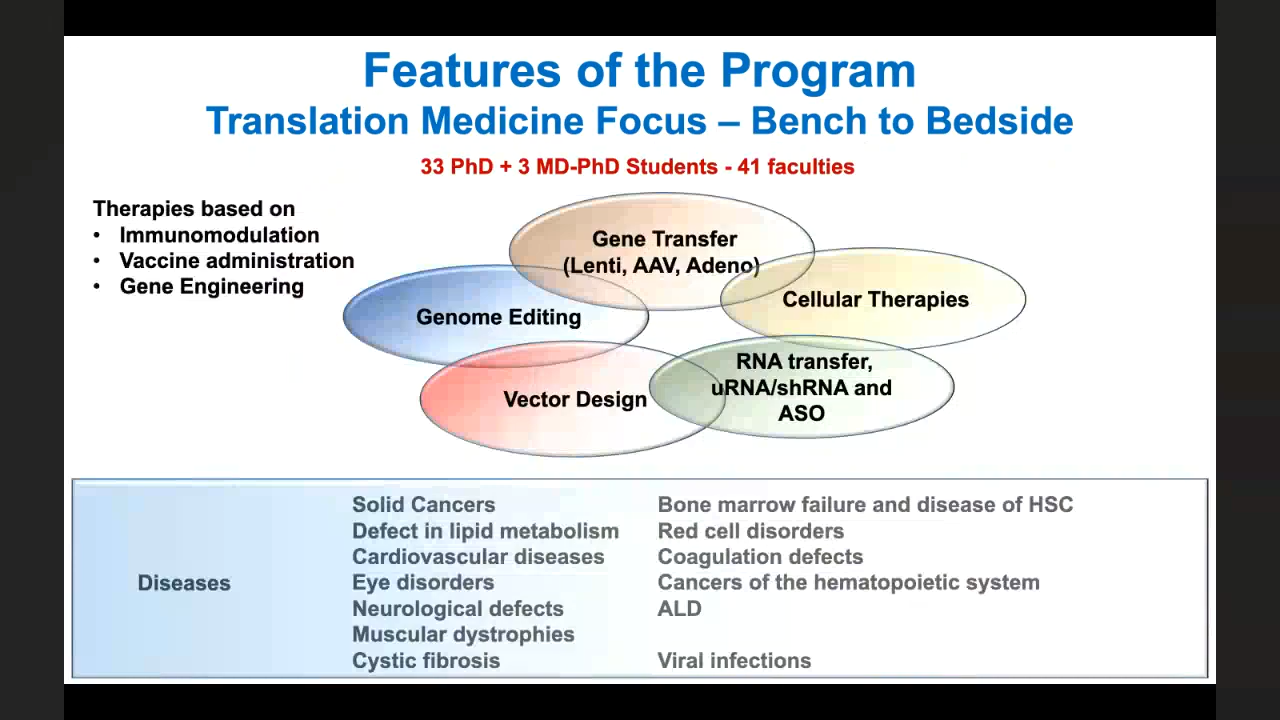 Features of the Program
Translation Medicine Focus – Bench to Bedside
33 PhD + 3 MD-PhD Students - 41 faculties
Therapies based on
• Immunomodulation
• Vaccine administration
• Gene Engineering
Gene Transfer
(Lenti, AAV, Adeno)
Cellular Therapies
Genome Editing
RNA transfer,
uRNA/shRNA and
ASO
Vector Design
Diseases
Solid Cancers
Defect in lipid metabolism
Cardiovascular diseases
Eye disorders
Neurological defects
Muscular dystrophies
Cystic fibrosis
Bone marrow failure and disease of HSC
Red cell disorders
Coagulation defects
Cancers of the hematopoietic system
ALD
Viral infections